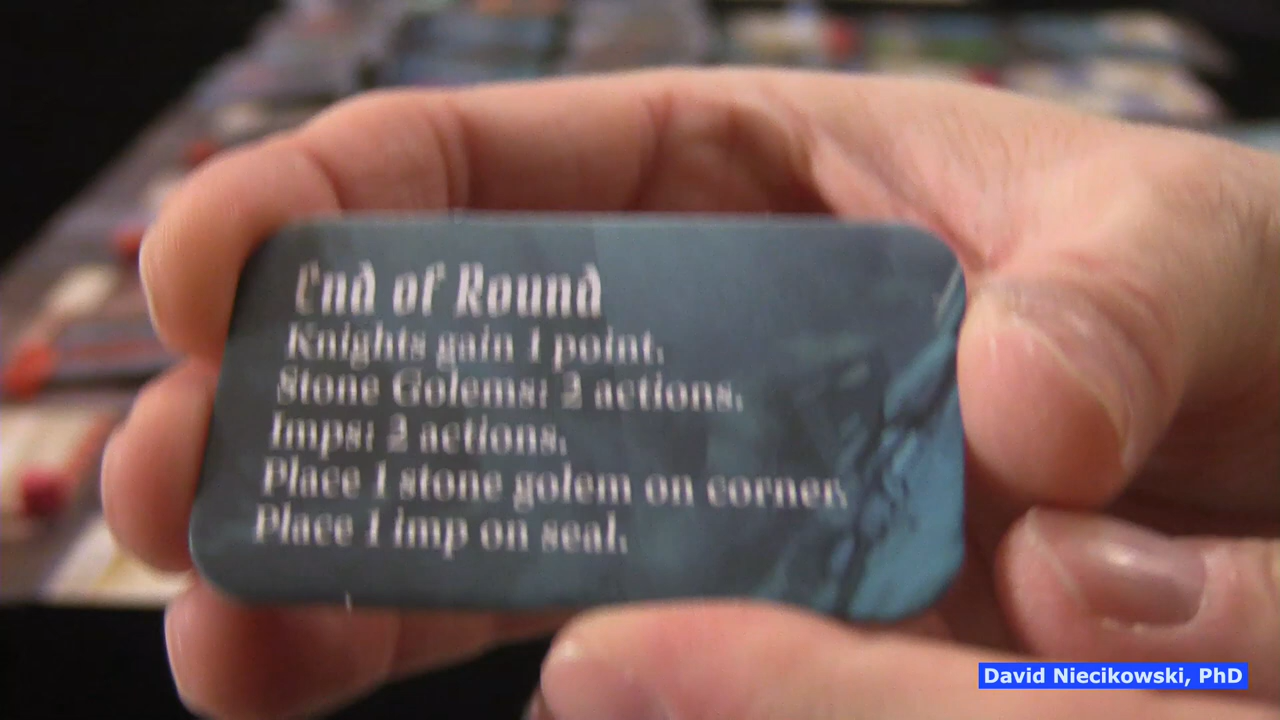 End of Round
Knights gain 1 point.
Stone Golems: 2 actions.
Imps: 2 actions.
Place 1 stone golem on corner.
Place 1 imp on seal.
David Niecikowski, PhD